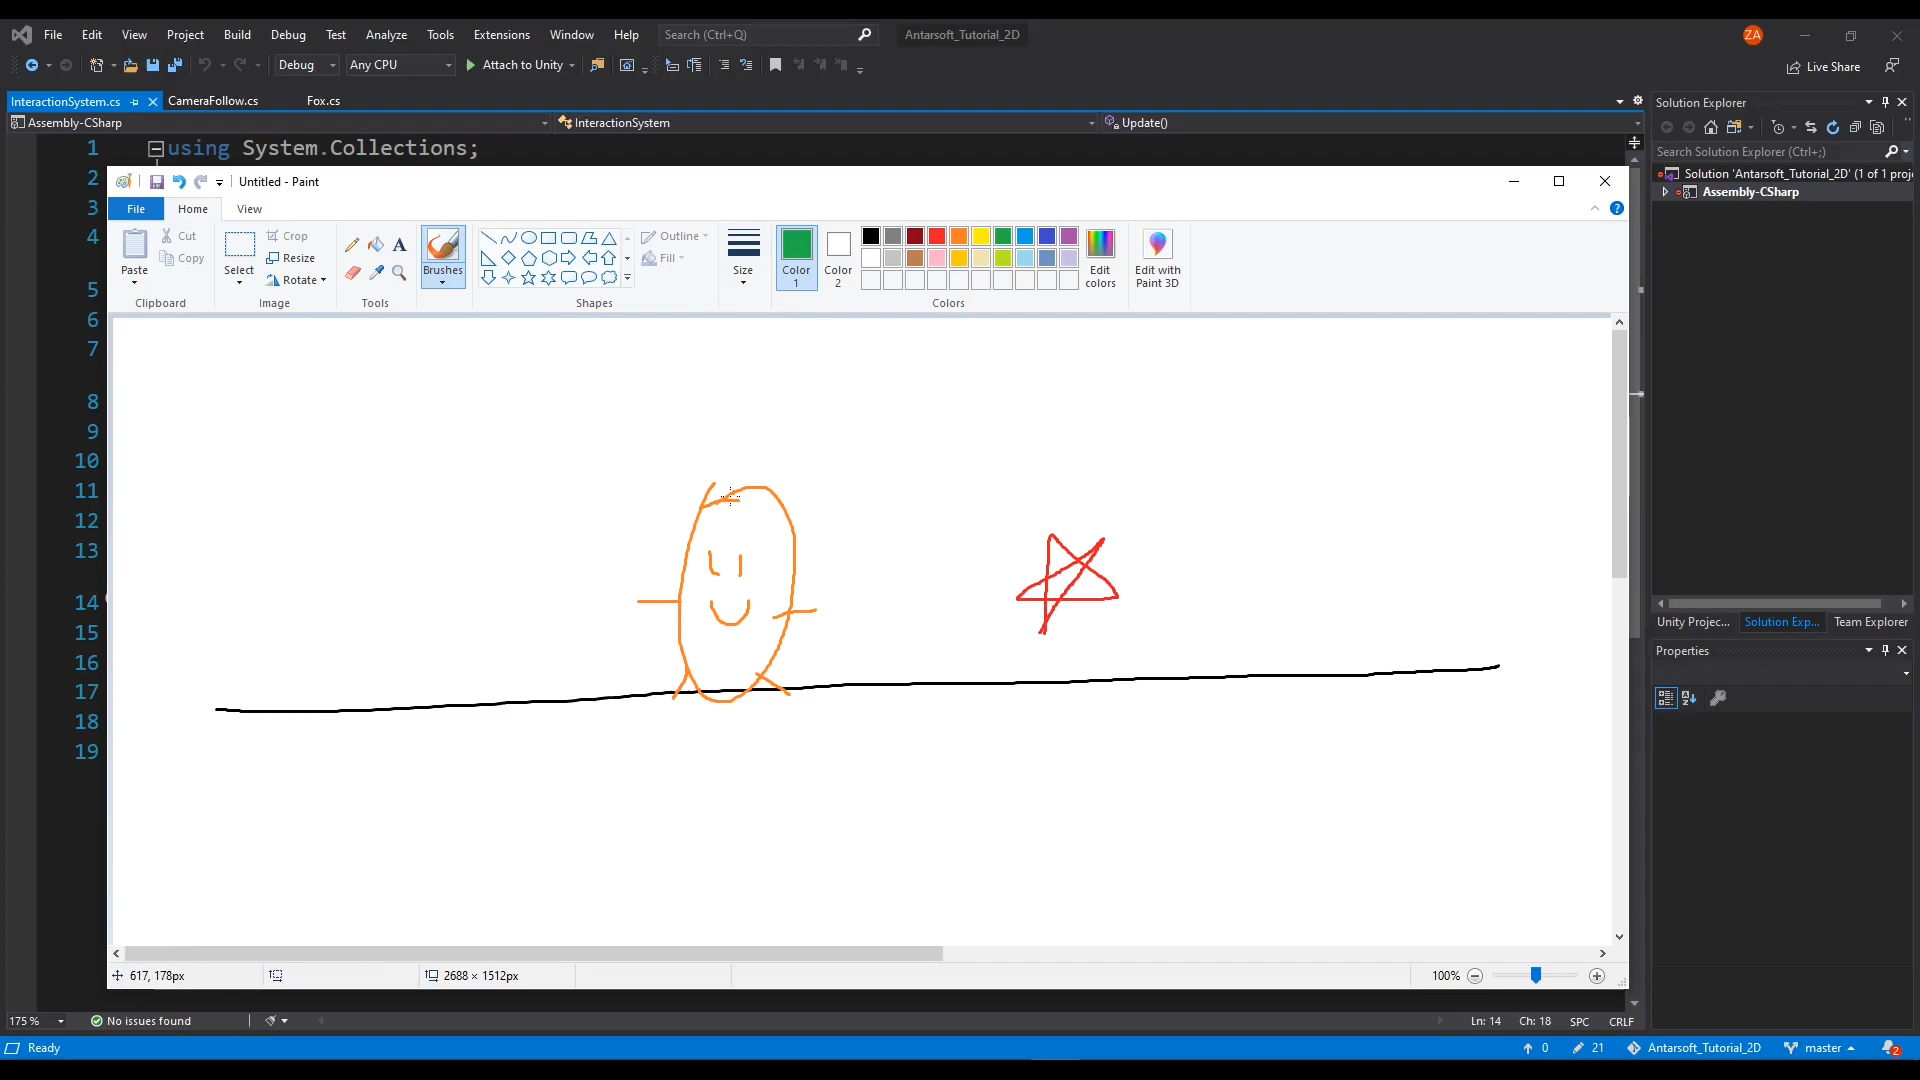 File Edit View Project Build Debug Test Analyze Tools Extensions Window Help Search (Ctrl+Q) Antarsoft_Tutorial_2D ZA
Debug Any CPU Attach to Unity Live Share
InteractionSystem.cs CameraFollow.cs Fox.cs Solution Explorer
Assembly-CSharp InteractionSystem Update()
1 using System.Collections; Search Solution Explorer (Ctrl+;)
2 Untitled - Paint Solution 'Antarsoft_Tutorial_2D' (1 of 1 proj
Assembly-CSharp
3 File Home View
4 Paste Cut Copy Select Crop Resize Rotate Brushes Outline Fill Size Color 1 Color 2 Edit colors Edit with Paint 3D
Clipboard Image Tools Shapes Colors
5
6
7
8
9
10
11
12
13
14
15
16
17
18
19
Unity Projec... Solution Exp... Team Explorer
Properties
617, 178px 2688 × 1512px 100%
175 % No issues found Ln: 14 Ch: 18 SPC CRLF
Ready 0 21 Antarsoft_Tutorial_2D master 2